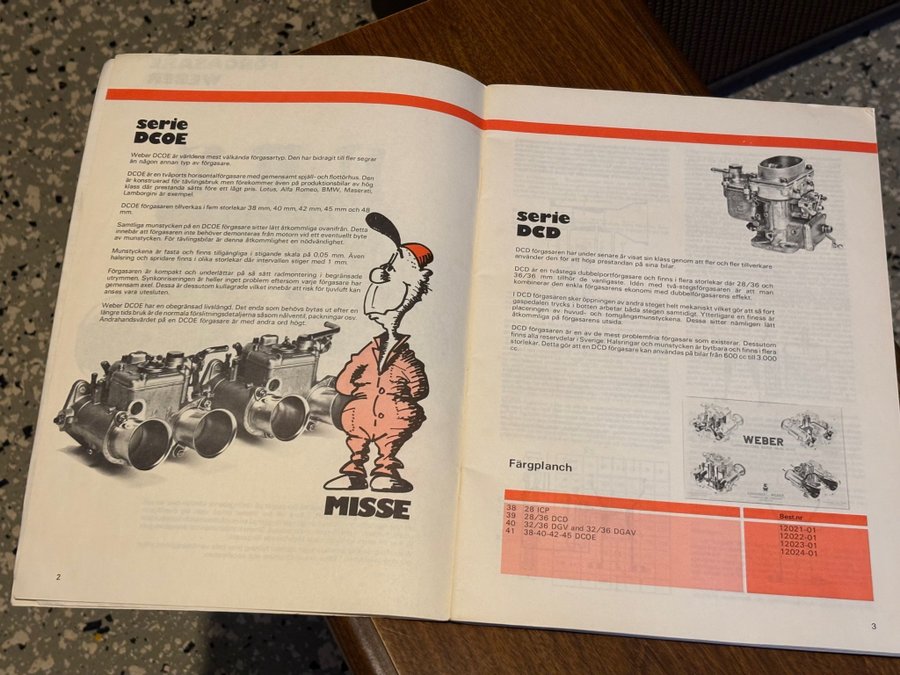 serie
DCOE
Weber DCOE är världens mest välkända förgasartyp. Den har bidragit till fler segrar
än någon annan typ av förgasare.
DCOE är en tvåports horisontalförgasare med gemensamt spjäll- och flottörhus. Den
är konstruerad för tävlingsbruk men förekommer även på produktionsbilar av hög
klass där prestanda sätts före ett lågt pris. Lotus, Alfa Romeo, BMW, Maserati,
Lamborginr är exempel.
DCOE förgasaren tillverkas i fem storlekar 38 mm, 40 mm, 42 mm, 45 mm och 48
mm.
Samtliga munstycken på en DCOE förgasare sitter lätt åtkommliga ovanifrån. Detta
innebär att förgasaren inte behöver demonteras från motorn vid ett eventuellt byte
av munstycken. För tävlingsbilar är denna åtkommlighet en nödvändighet.
Munstyckena är fasta och finns tillgängliga i stigande skala på 0,05 mm. Även
halsring och spridare finns i olika storlekar där intervallen stiger med 1 mm.
Förgasaren är kompakt och underlättar på så sätt radmontering i begränsade
utrymmen. Synkoniseringen är heller inget problem eftersom varje förgasare har
gemensam axel. Dessa är dessutom kullagrade vilket innebär att risk för tjuvluft kan
anses vara utesluten.
Weber DCOE har en obegränsad livslängd. Det enda som behövs bytas ut efter en
längre tids bruk är de normala förslitningsdetaljerna såsom nålventil, packningar osv.
Andrahandsvärdet på en DCOE förgasare är med andra ord högt.
MISSE
2
serie
DCD
DCD förgasaren har under senare år visat sin klass genom att fler och fler tillverkare
använder den för att höja prestandan på sina bilar.
DCD är en tvåstegs dubbelportförgasare och finns i flera storlekar där 28/36 och
36/36 mm tillhör de vanligaste. Idén med två-stegsförgasaren är att man
kombinerar den enkla förgasarens ekonomi med dubbelförgasarens effekt.
I DCD förgasaren sker öppningen av andra steget helt mekaniskt vilket gör att så fort
gaspedalen trycks i botten arbetar båda stegen samtidigt. Ytterligare en finess är
placeringen av huvud- och tomgångsmunstyckena. Dessa sitter nämligen lätt
åtkommliga på förgasarens utsida.
DCD förgasaren är en av de mest problemfria förgasare som existerar. Dessutom
finns alla reservdelar i Sverige. Halsringar och munstycken är bytbara och finns i flera
storlekar. Detta gör att en DCD förgasare kan användas på bilar från 600 cc till 3.000
cc.
WEBER
Färgplanch
Best.nr
38 28 ICP 12021-01
39 28/36 DCD 12022-01
40 32/36 DGV and 32/36 DGAV 12023-01
41 38-40-42-45 DCOE 12024-01
3